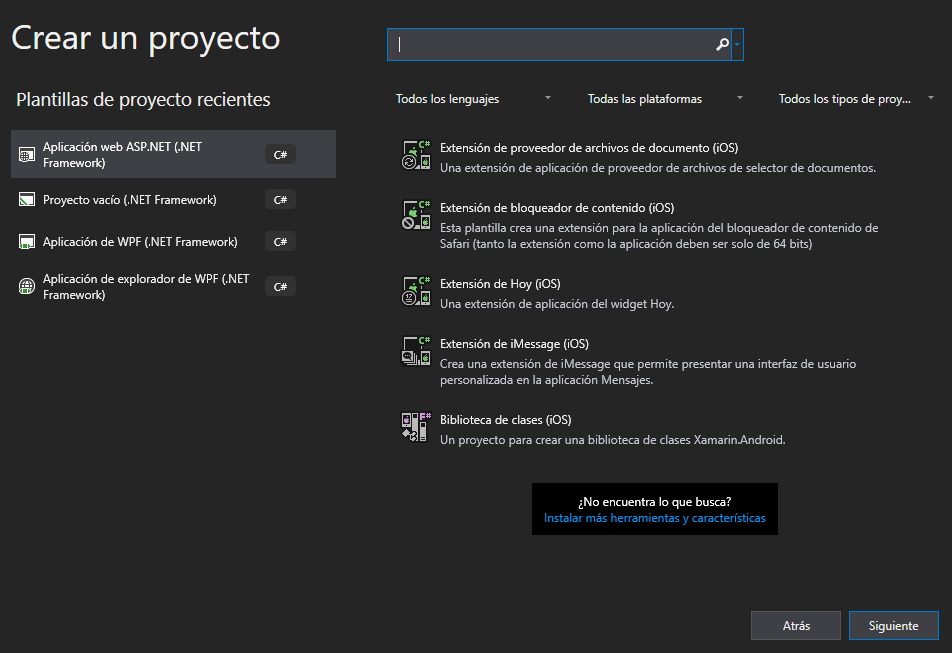 Crear un proyecto
Plantillas de proyecto recientes
Aplicación web ASP.NET (.NET
Framework)
C#
Proyecto vacío (.NET Framework)
C#
Aplicación de WPF (.NET Framework)
C#
Aplicación de explorador de WPF (.NET
Framework)
C#
Todos los lenguajes
Todas las plataformas
Todos los tipos de proy...
C#
Extensión de proveedor de archivos de documento (iOS)
Una extensión de aplicación de proveedor de archivos de selector de documentos.
C#
Extensión de bloqueador de contenido (iOS)
Esta plantilla crea una extensión para la aplicación del bloqueador de contenido de
Safari (tanto la extensión como la aplicación deben ser solo de 64 bits)
C#
Extensión de Hoy (iOS)
Una extensión de aplicación del widget Hoy.
C#
Extensión de iMessage (iOS)
Crea una extensión de iMessage que permite presentar una interfaz de usuario
personalizada en la aplicación Mensajes.
F#
Biblioteca de clases (iOS)
Un proyecto para crear una biblioteca de clases Xamarin.Android.
¿No encuentra lo que busca?
Instalar más herramientas y características
Atrás
Siguiente